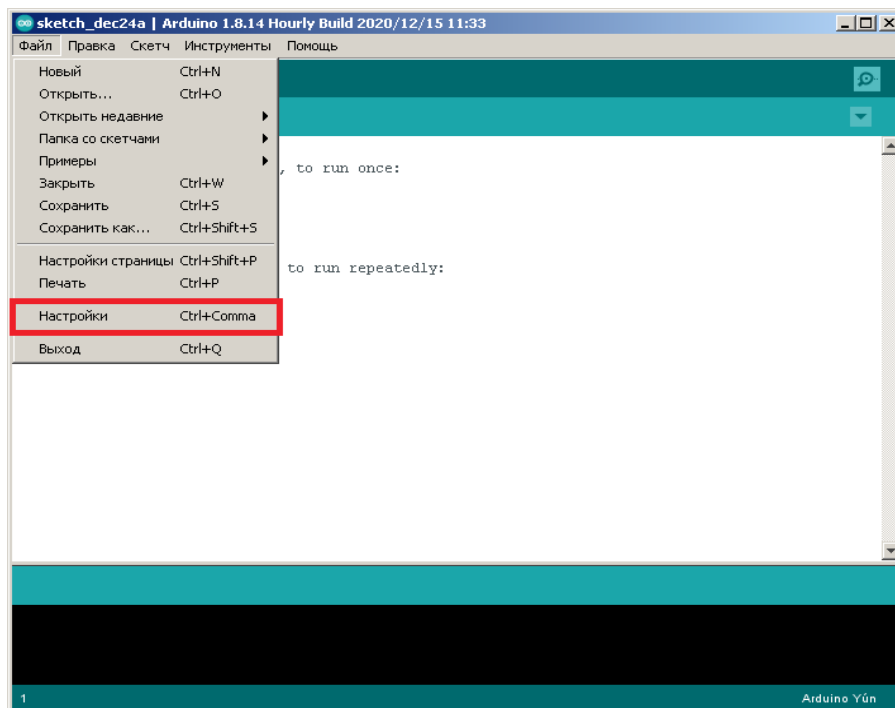 sketch_dec24a | Arduino 1.8.14 Hourly Build 2020/12/15 11:33
Файл Правка Скетч Инструменты Помощь
Новый Ctrl+N
Открыть... Ctrl+O
Открыть недавние
Папка со скетчами
Примеры
, to run once:
Закрыть Ctrl+W
Сохранить Ctrl+S
Сохранить как... Ctrl+Shift+S
Настройки страницы Ctrl+Shift+P
to run repeatedly:
Печать Ctrl+P
Настройки Ctrl+Comma
Выход Ctrl+Q
1 Arduino Yún